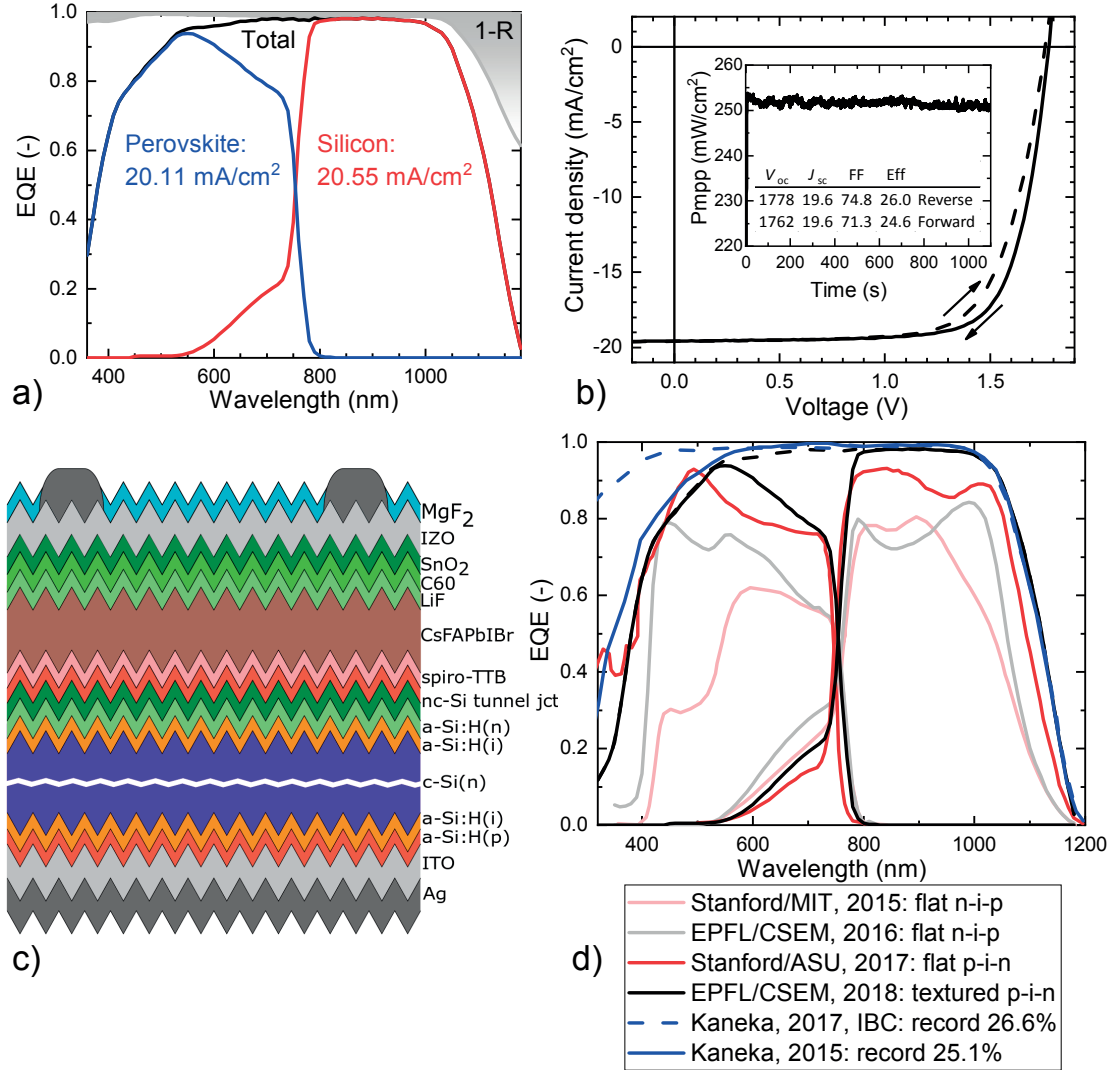 1.0
0.8
0.6
0.4
0.2
0.0
EQE (-)
Total
1-R
Perovskite:
20.11 mA/cm2
Silicon:
20.55 mA/cm2
400 600 800 1000
Wavelength (nm)
a)
0
-5
-10
-15
-20
Current density (mA/cm2)
260
250
240
230
220
Pmpp (mW/cm2)
Voc Jsc FF Eff
1778 19.6 74.8 26.0 Reverse
1762 19.6 71.3 24.6 Forward
0 200 400 600 800 1000
Time (s)
0.0 0.5 1.0 1.5
Voltage (V)
b)
MgF2
IZO
SnO2
C60
LiF
CsFAPbIBr
spiro-TTB
nc-Si tunnel jct
a-Si:H(n)
a-Si:H(i)
c-Si(n)
a-Si:H(i)
a-Si:H(p)
ITO
Ag
c)
1.0
0.8
0.6
0.4
0.2
0.0
EQE (-)
400 600 800 1000 1200
Wavelength (nm)
d)
Stanford/MIT, 2015: flat n-i-p
EPFL/CSEM, 2016: flat n-i-p
Stanford/ASU, 2017: flat p-i-n
EPFL/CSEM, 2018: textured p-i-n
Kaneka, 2017, IBC: record 26.6%
Kaneka, 2015: record 25.1%